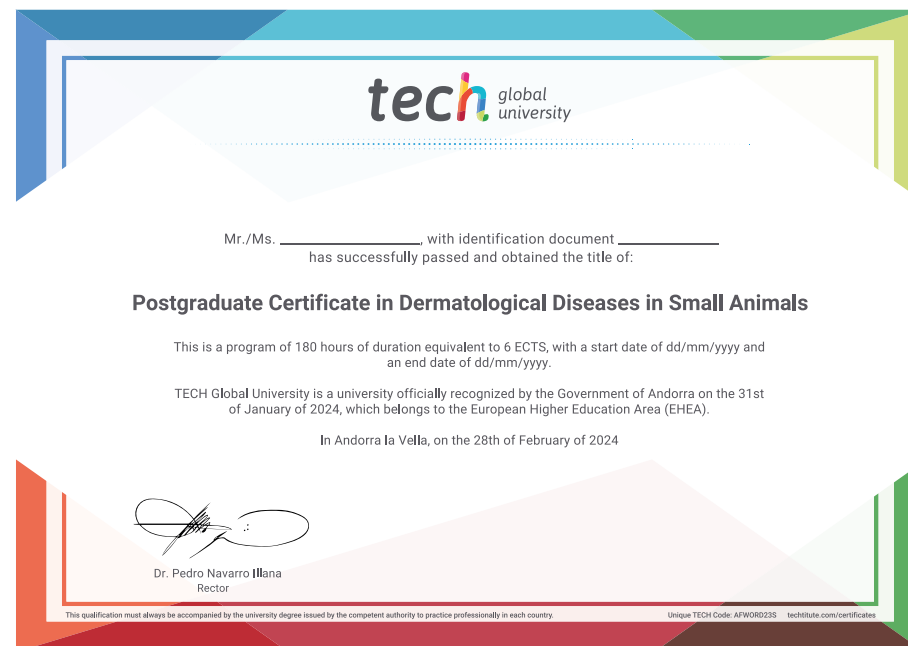 tech global university
Mr./Ms. ____________________, with identification document ______________
has successfully passed and obtained the title of:
Postgraduate Certificate in Dermatological Diseases in Small Animals
This is a program of 180 hours of duration equivalent to 6 ECTS, with a start date of dd/mm/yyyy and
an end date of dd/mm/yyyy.
TECH Global University is a university officially recognized by the Government of Andorra on the 31st
of January of 2024, which belongs to the European Higher Education Area (EHEA).
In Andorra la Vella, on the 28th of February of 2024
Dr. Pedro Navarro Illana
Rector
This qualification must always be accompanied by the university degree issued by the competent authority to practice professionally in each country.
Unique TECH Code: AFWORD23S techtitute.com/certificates